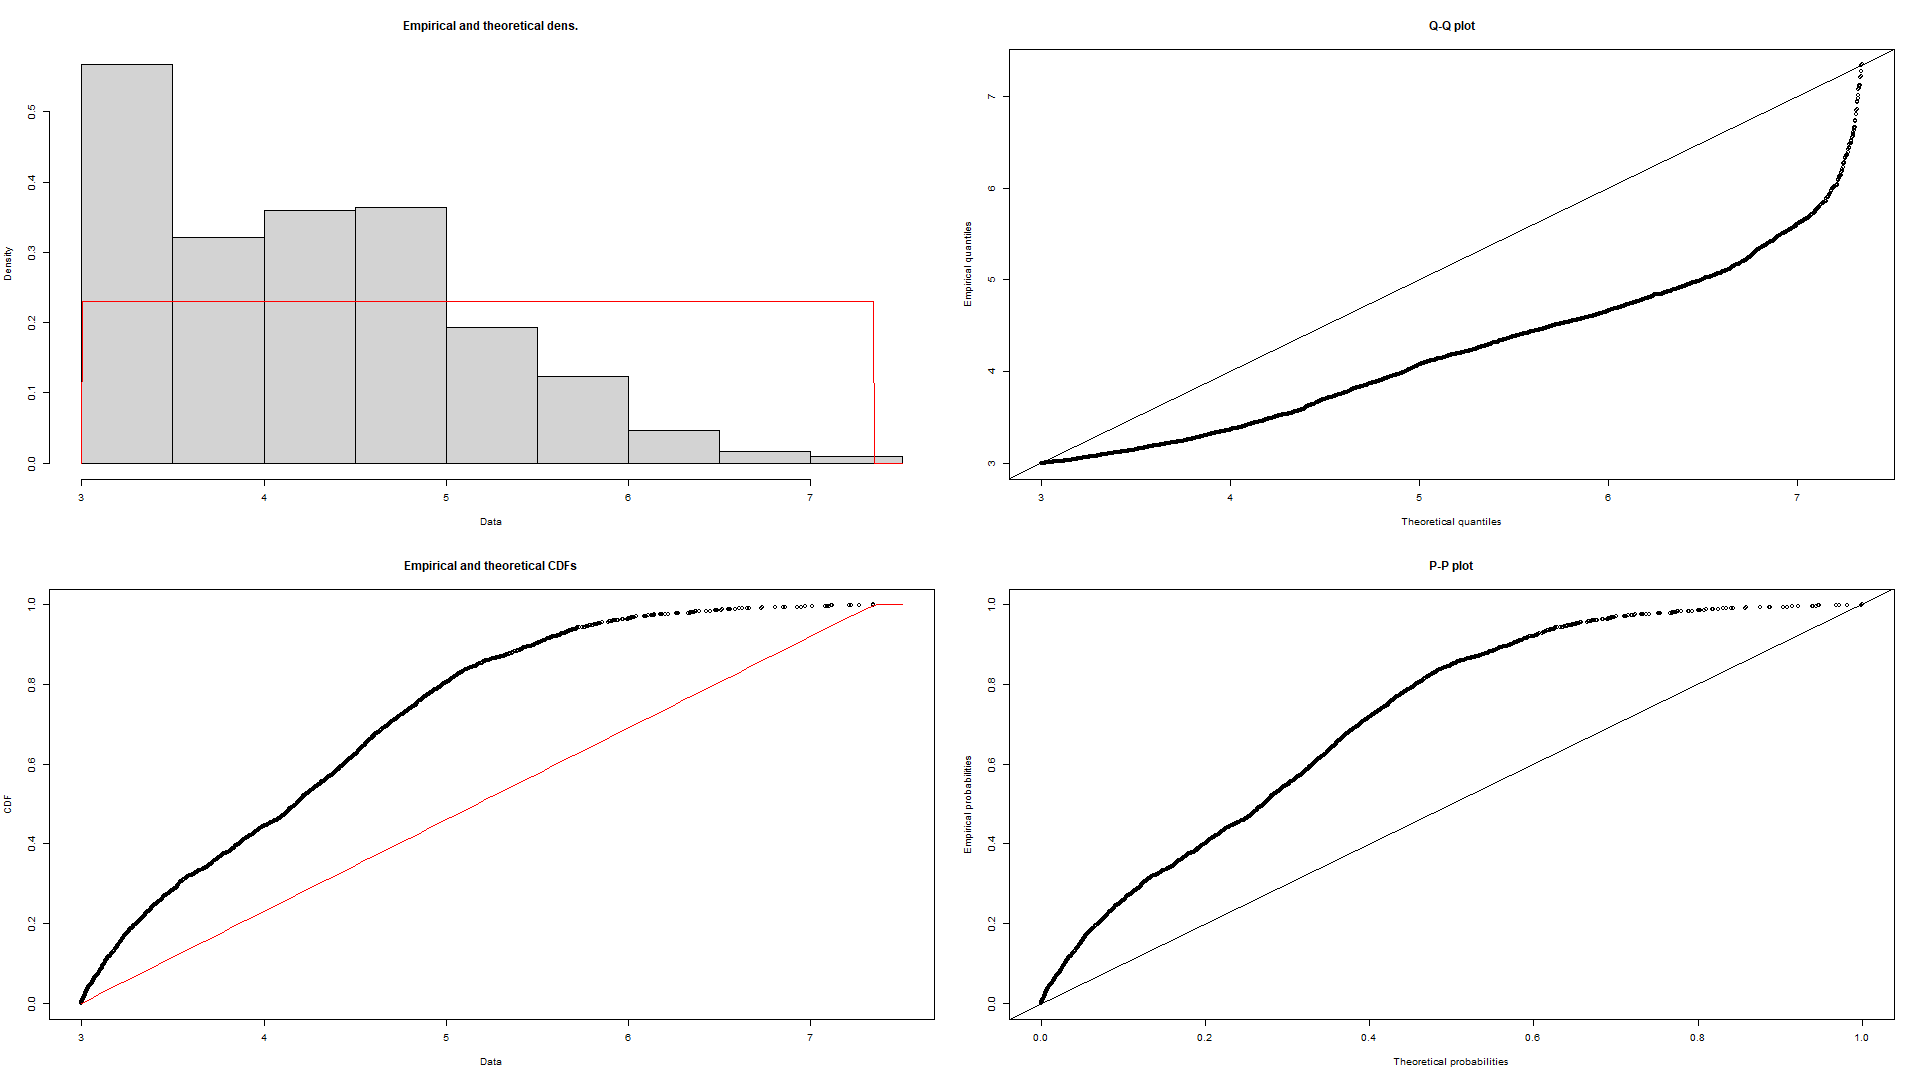 Empirical and theoretical dens.
Density
0.0 0.1 0.2 0.3 0.4 0.5
3 4 5 6 7
Data
Q-Q plot
Empirical quantiles
3 4 5 6 7
3 4 5 6 7
Theoretical quantiles
Empirical and theoretical CDFs
CDF
0.0 0.2 0.4 0.6 0.8 1.0
3 4 5 6 7
Data
P-P plot
Empirical probabilities
0.0 0.2 0.4 0.6 0.8 1.0
0.0 0.2 0.4 0.6 0.8 1.0
Theoretical probabilities